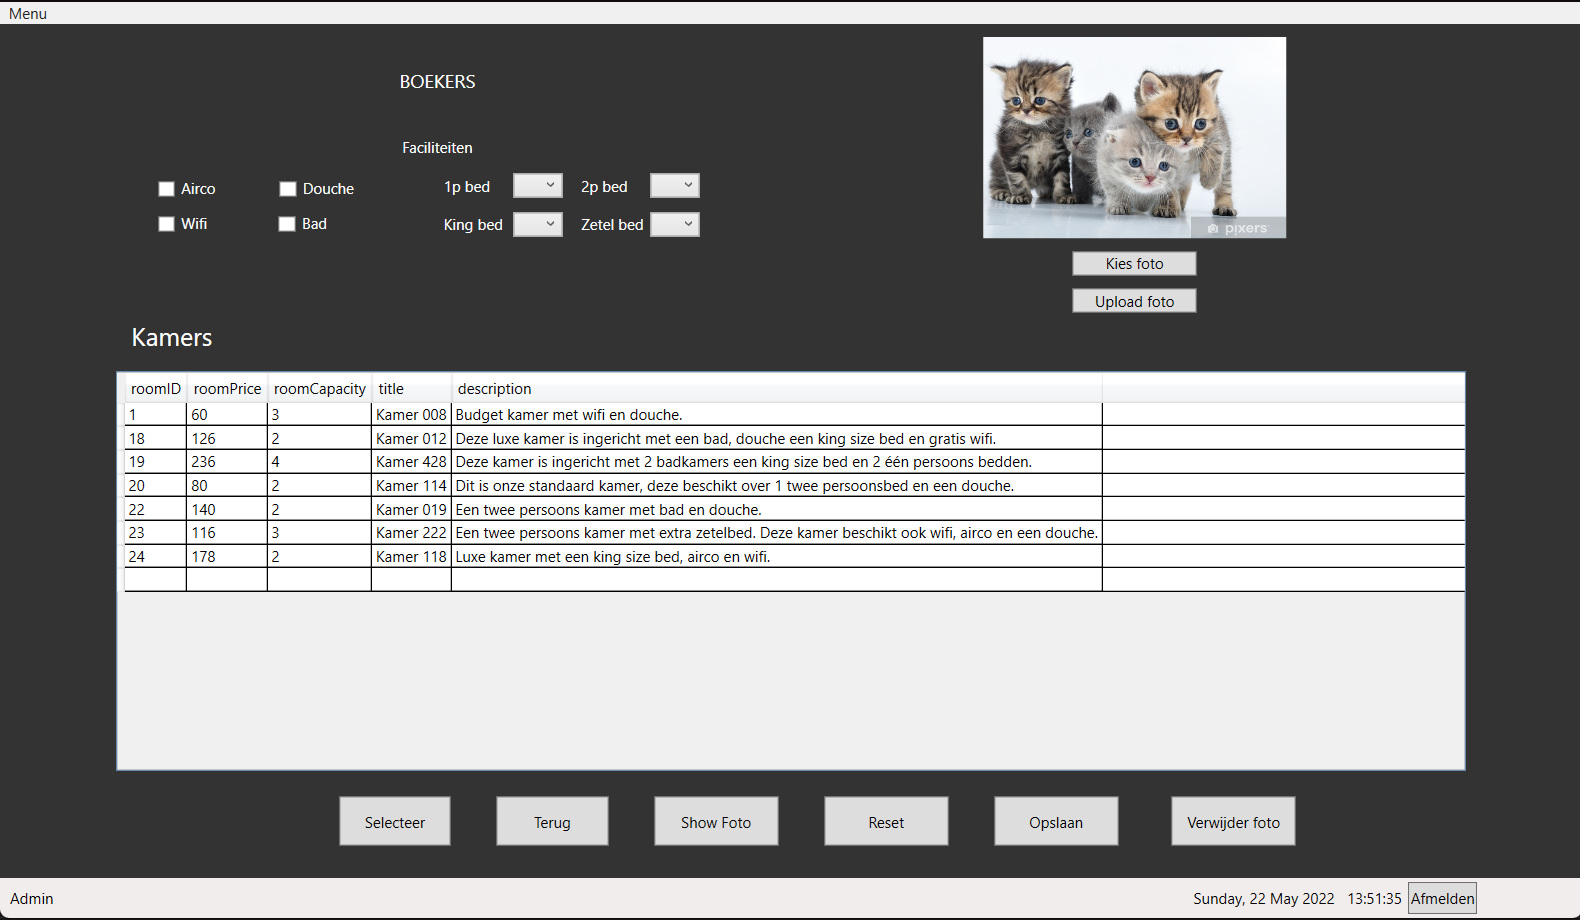 Menu
BOEKERS
Faciliteiten
Airco Douche 1p bed 2p bed
Wifi Bad King bed Zetel bed
pixers
Kies foto
Upload foto
Kamers
roomID roomPrice roomCapacity title description
1 60 3 Kamer 008 Budget kamer met wifi en douche.
18 126 2 Kamer 012 Deze luxe kamer is ingericht met een bad, douche een king size bed en gratis wifi.
19 236 4 Kamer 428 Deze kamer is ingericht met 2 badkamers een king size bed en 2 één persoons bedden.
20 80 2 Kamer 114 Dit is onze standaard kamer, deze beschikt over 1 twee persoonsbed en een douche.
22 140 2 Kamer 019 Een twee persoons kamer met bad en douche.
23 116 3 Kamer 222 Een twee persoons kamer met extra zetelbed. Deze kamer beschikt ook wifi, airco en een douche.
24 178 2 Kamer 118 Luxe kamer met een king size bed, airco en wifi.
Selecteer Terug Show Foto Reset Opslaan Verwijder foto
Admin Sunday, 22 May 2022 13:51:35 Afmelden